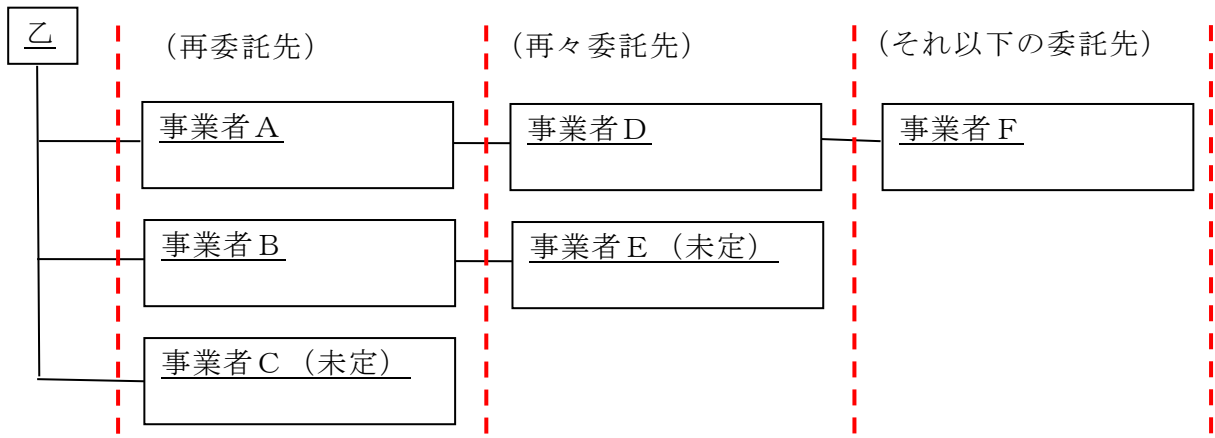 乙
(再委託先)
(再々委託先)
(それ以下の委託先)
事業者A
事業者D
事業者F
事業者B
事業者E（未定）
事業者C（未定）